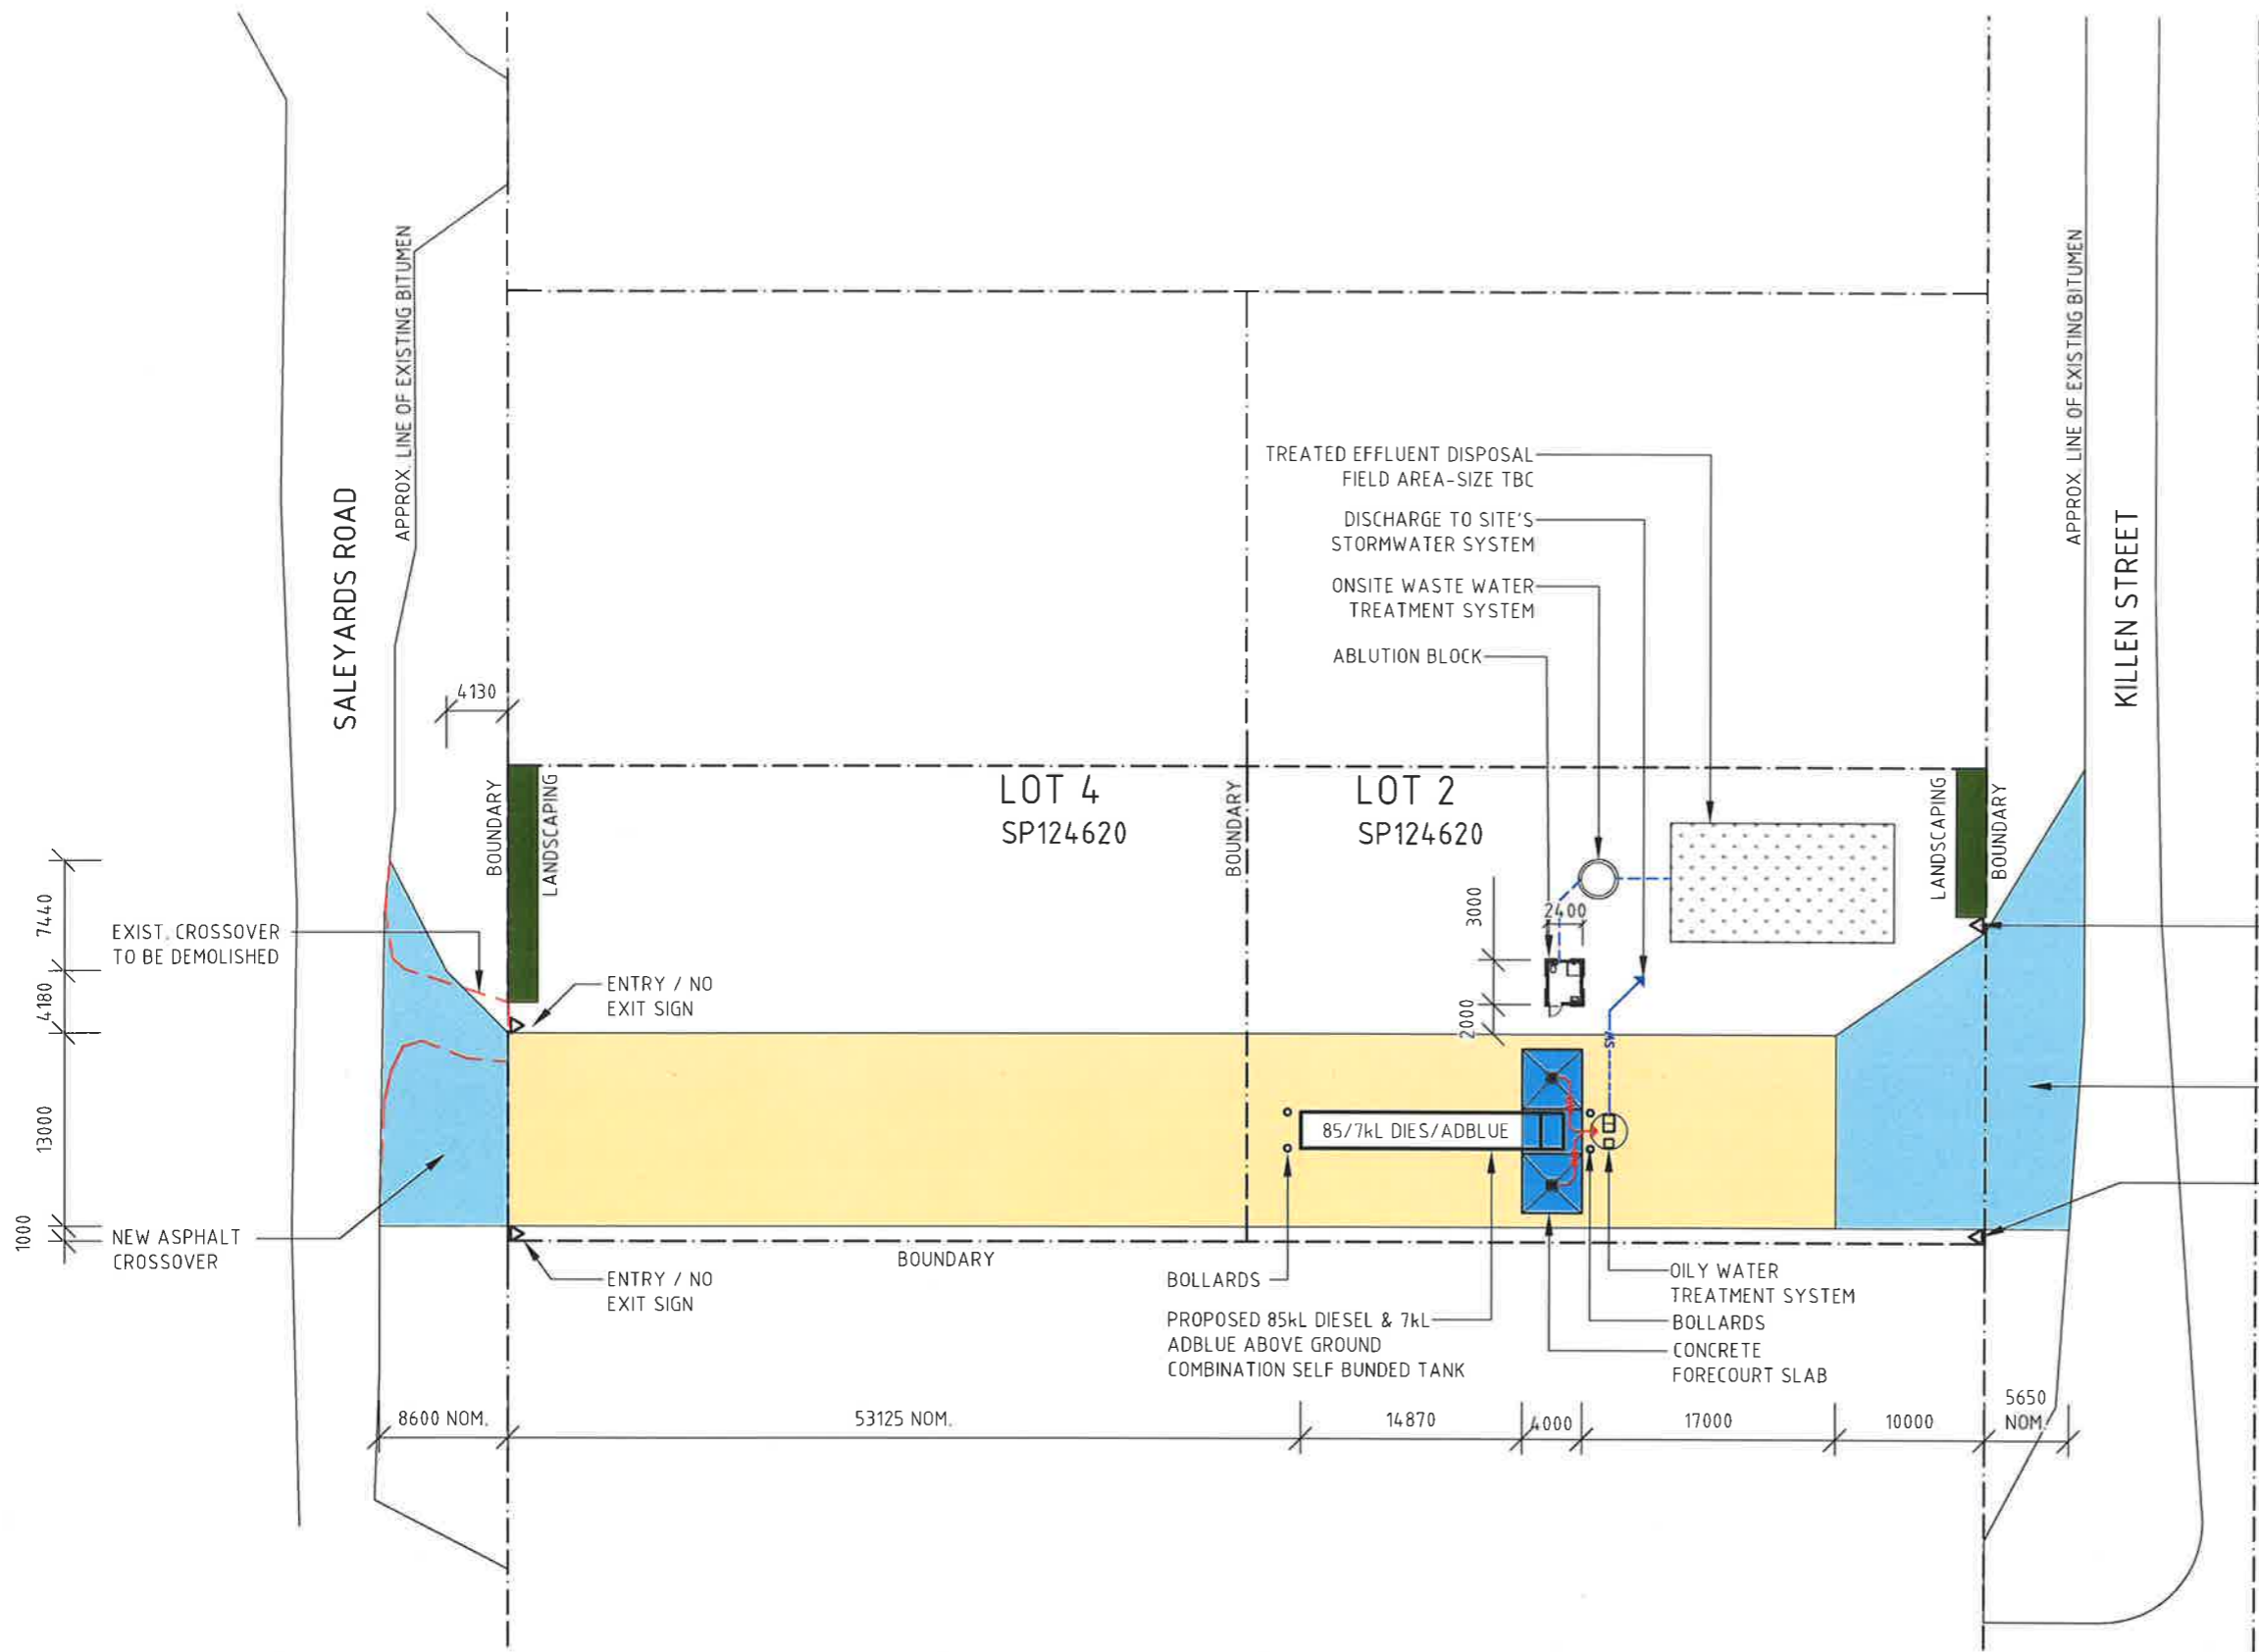 SALEYARDS ROAD
APPROX. LINE OF EXISTING BITUMEN
APPROX. LINE OF EXISTING BITUMEN
KILLEN STREET
TREATED EFFLUENT DISPOSAL
FIELD AREA-SIZE TBC
DISCHARGE TO SITE'S
STORMWATER SYSTEM
ONSITE WASTE WATER
TREATMENT SYSTEM
ABLUTION BLOCK
4130
BOUNDARY
LANDSCAPING
LOT 4
SP124620
BOUNDARY
LOT 2
SP124620
LANDSCAPING
BOUNDARY
7440
4180
13000
1000
EXIST. CROSSOVER
TO BE DEMOLISHED
3000
2400
2000
ENTRY / NO
EXIT SIGN
SW
85/7kL DIES/ADBLUE
NEW ASPHALT
CROSSOVER
BOUNDARY
ENTRY / NO
EXIT SIGN
BOLLARDS
PROPOSED 85kL DIESEL & 7kL
ADBLUE ABOVE GROUND
COMBINATION SELF BUNDED TANK
OILY WATER
TREATMENT SYSTEM
BOLLARDS
CONCRETE
FORECOURT SLAB
8600 NOM.
53125 NOM.
14870
4000
17000
10000
5650
NOM.